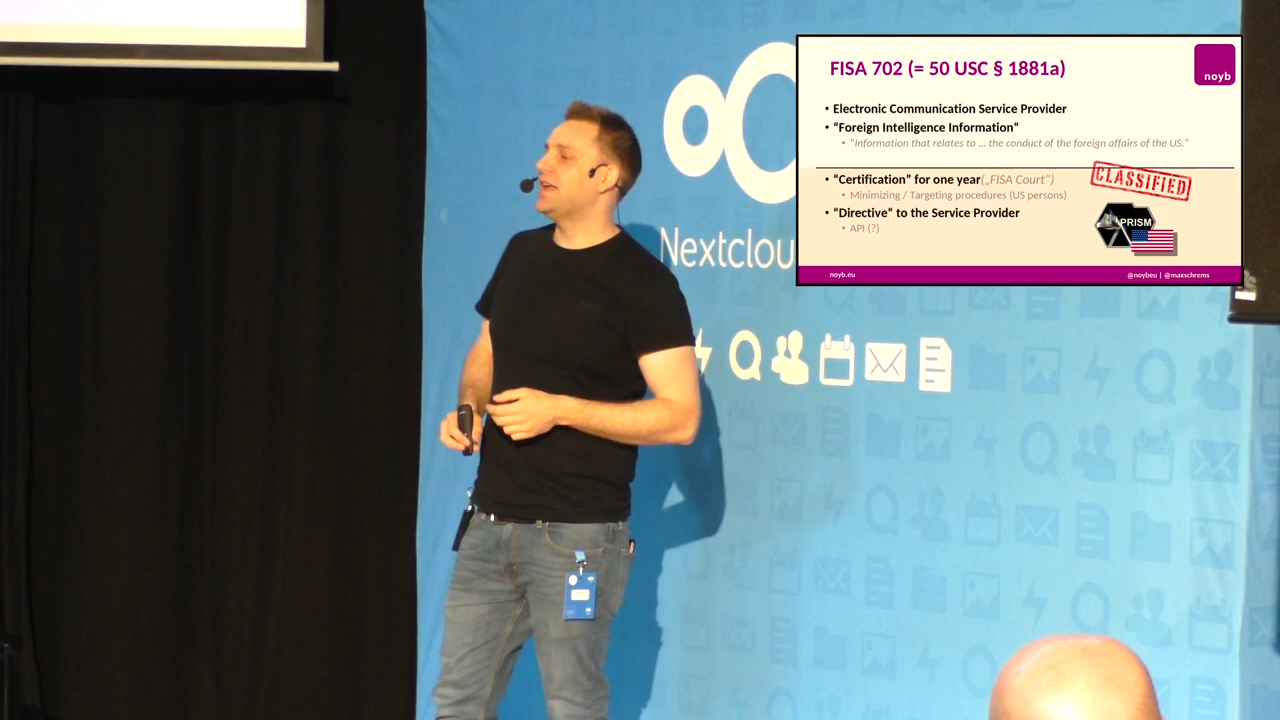 FISA 702 (= 50 USC § 1881a)
noyb
• Electronic Communication Service Provider
• “Foreign Intelligence Information“
• “Information that relates to ... the conduct of the foreign affairs of the US.”
• “Certification” for one year(„FISA Court”)
• Minimizing / Targeting procedures (US persons)
CLASSIFIED
• “Directive“ to the Service Provider
• API (?)
PRISM
noyb.eu
@noybeu | @maxschrems
Nextclou